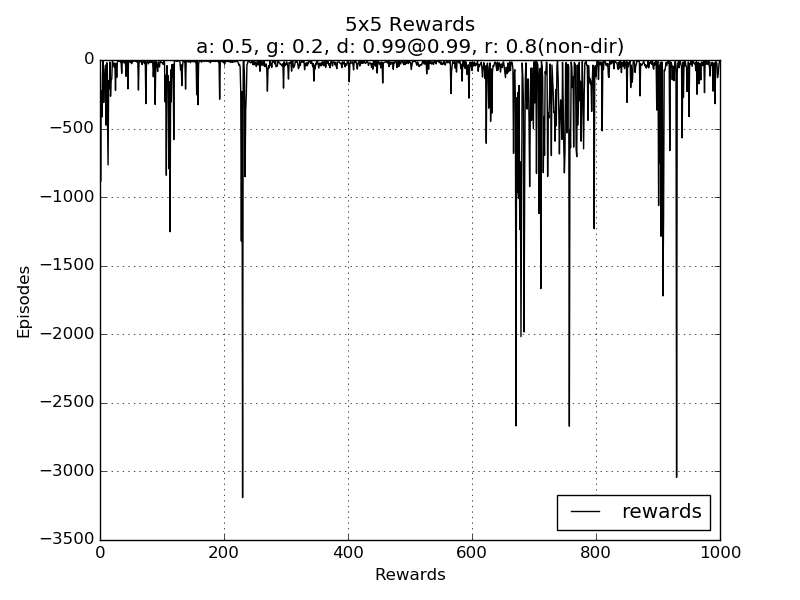 5x5 Rewards
a: 0.5, g: 0.2, d: 0.99@0.99, r: 0.8(non-dir)
0
−500
−1000
−1500
−2000
−2500
−3000
−3500
Episodes
rewards
0 200 400 600 800 1000
Rewards